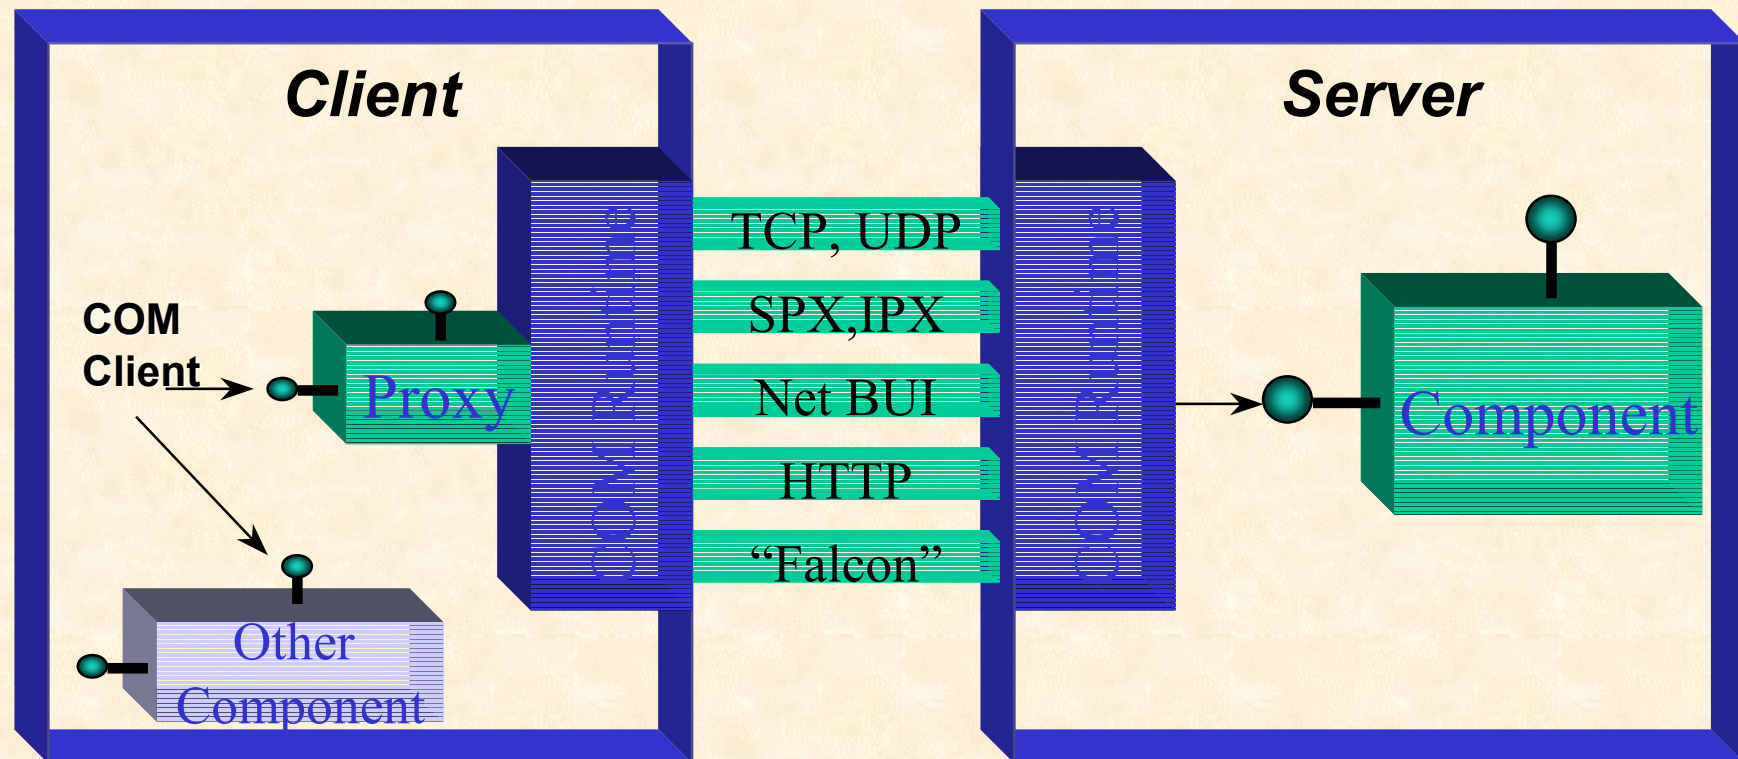 Client
Server
TCP, UDP
SPX,IPX
Net BUI
HTTP
“Falcon”
COM
Client
Proxy
Component
Other
Component
COM Runtime
COM Runtime